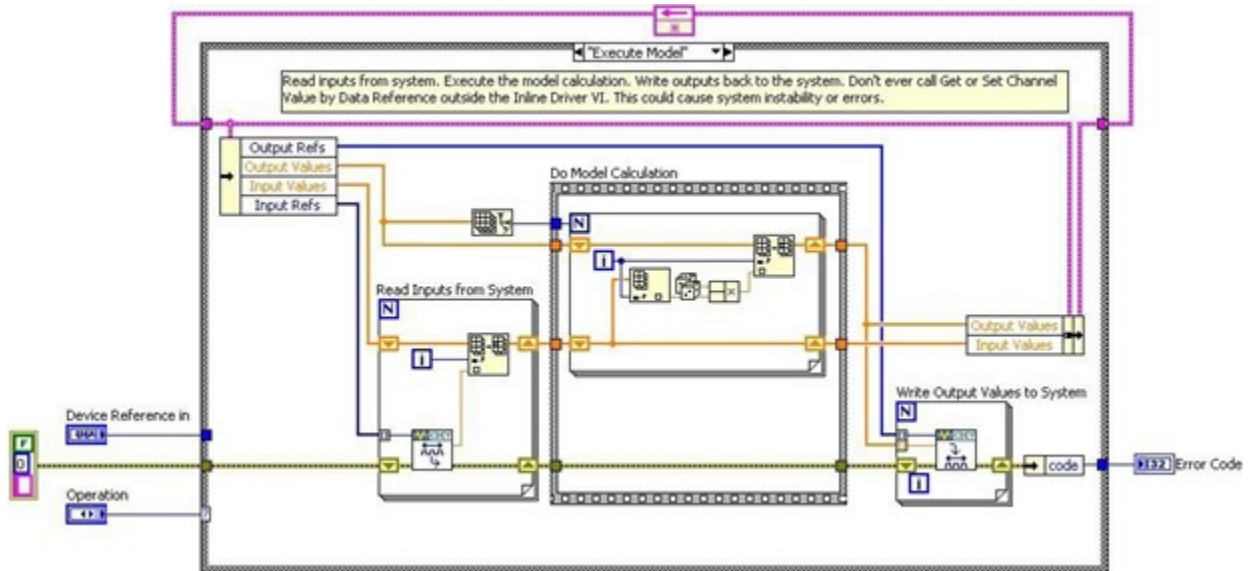 "Execute Model"
Read inputs from system. Execute the model calculation. Write outputs back to the system. Don't ever call Get or Set Channel
Value by Data Reference outside the Inline Driver VI. This could cause system instability or errors.
Output Refs
Output Values
Input Values
Input Refs
Do Model Calculation
N
i
Read Inputs from System
N
i
Output Values
Input Values
Write Output Values to System
N
i
Device Reference in
F
0
code
I32
Error Code
Operation
?